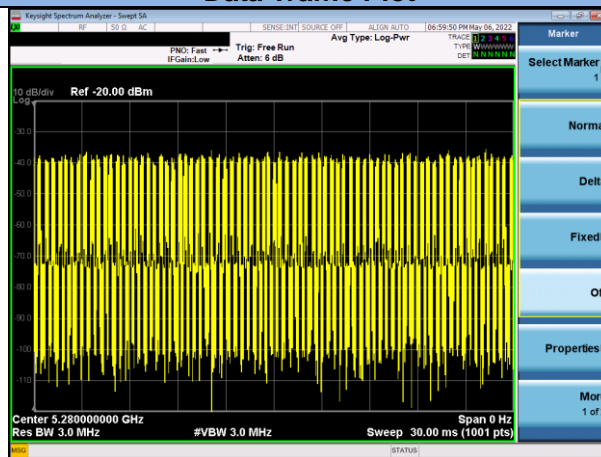 Keysight Spectrum Analyzer - Swept SA
RF 50 Ω AC SENSE:INT SOURCE OFF ALIGN AUTO 06:59:50 PM May 06, 2022
Avg Type: Log-Pwr
TRACE 1 2 3 4 5 6
TYPE WWWWWW
DET N N N N N N
PNO: Fast Trig: Free Run
IFGain:Low Atten: 6 dB
10 dB/div Ref -20.00 dBm
Log
-30.0
-40.0
-50.0
-60.0
-70.0
-80.0
-90.0
-100
-110
Center 5.280000000 GHz Span 0 Hz
Res BW 3.0 MHz #VBW 3.0 MHz Sweep 30.00 ms (1001 pts)
MSG STATUS
Marker
Select Marker
1
Properties
1 of